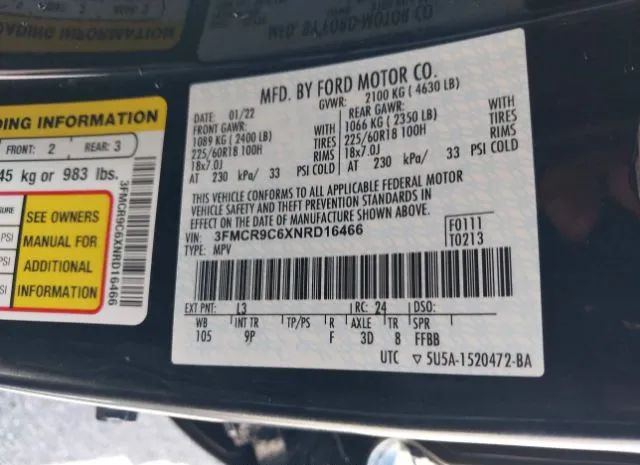 DING INFORMATION
FRONT: 2 REAR: 3
45 kg or 983 lbs.
SURE
PSI
PSI
PSI
SEE OWNERS
MANUAL FOR
ADDITIONAL
INFORMATION
3FMCR9C6XNRD16466
MFD. BY FORD MOTOR CO.
DATE: 01/22 GVWR: 2100 KG ( 4630 LB)
FRONT GAWR: REAR GAWR:
1089 KG ( 2400 LB) WITH 1066 KG ( 2350 LB) WITH
225/60R18 100H TIRES 225/60R18 100H TIRES
18x7.0J RIMS 18x7.0J RIMS
AT 230 kPa/ 33 PSI COLD AT 230 kPa/ 33 PSI COLD
THIS VEHICLE CONFORMS TO ALL APPLICABLE FEDERAL MOTOR
VEHICLE SAFETY AND THEFT PREVENTION STANDARDS IN
EFFECT ON THE DATE OF MANUFACTURE SHOWN ABOVE.
VIN: 3FMCR9C6XNRD16466 F0111
TYPE: MPV T0213
EXT PNT: L3 RC: 24 DSO:
WB INT TR TP/PS R AXLE TR SPR
105 9P F 3D 8 FFBB
UTC ▽ 5U5A-1520472-BA